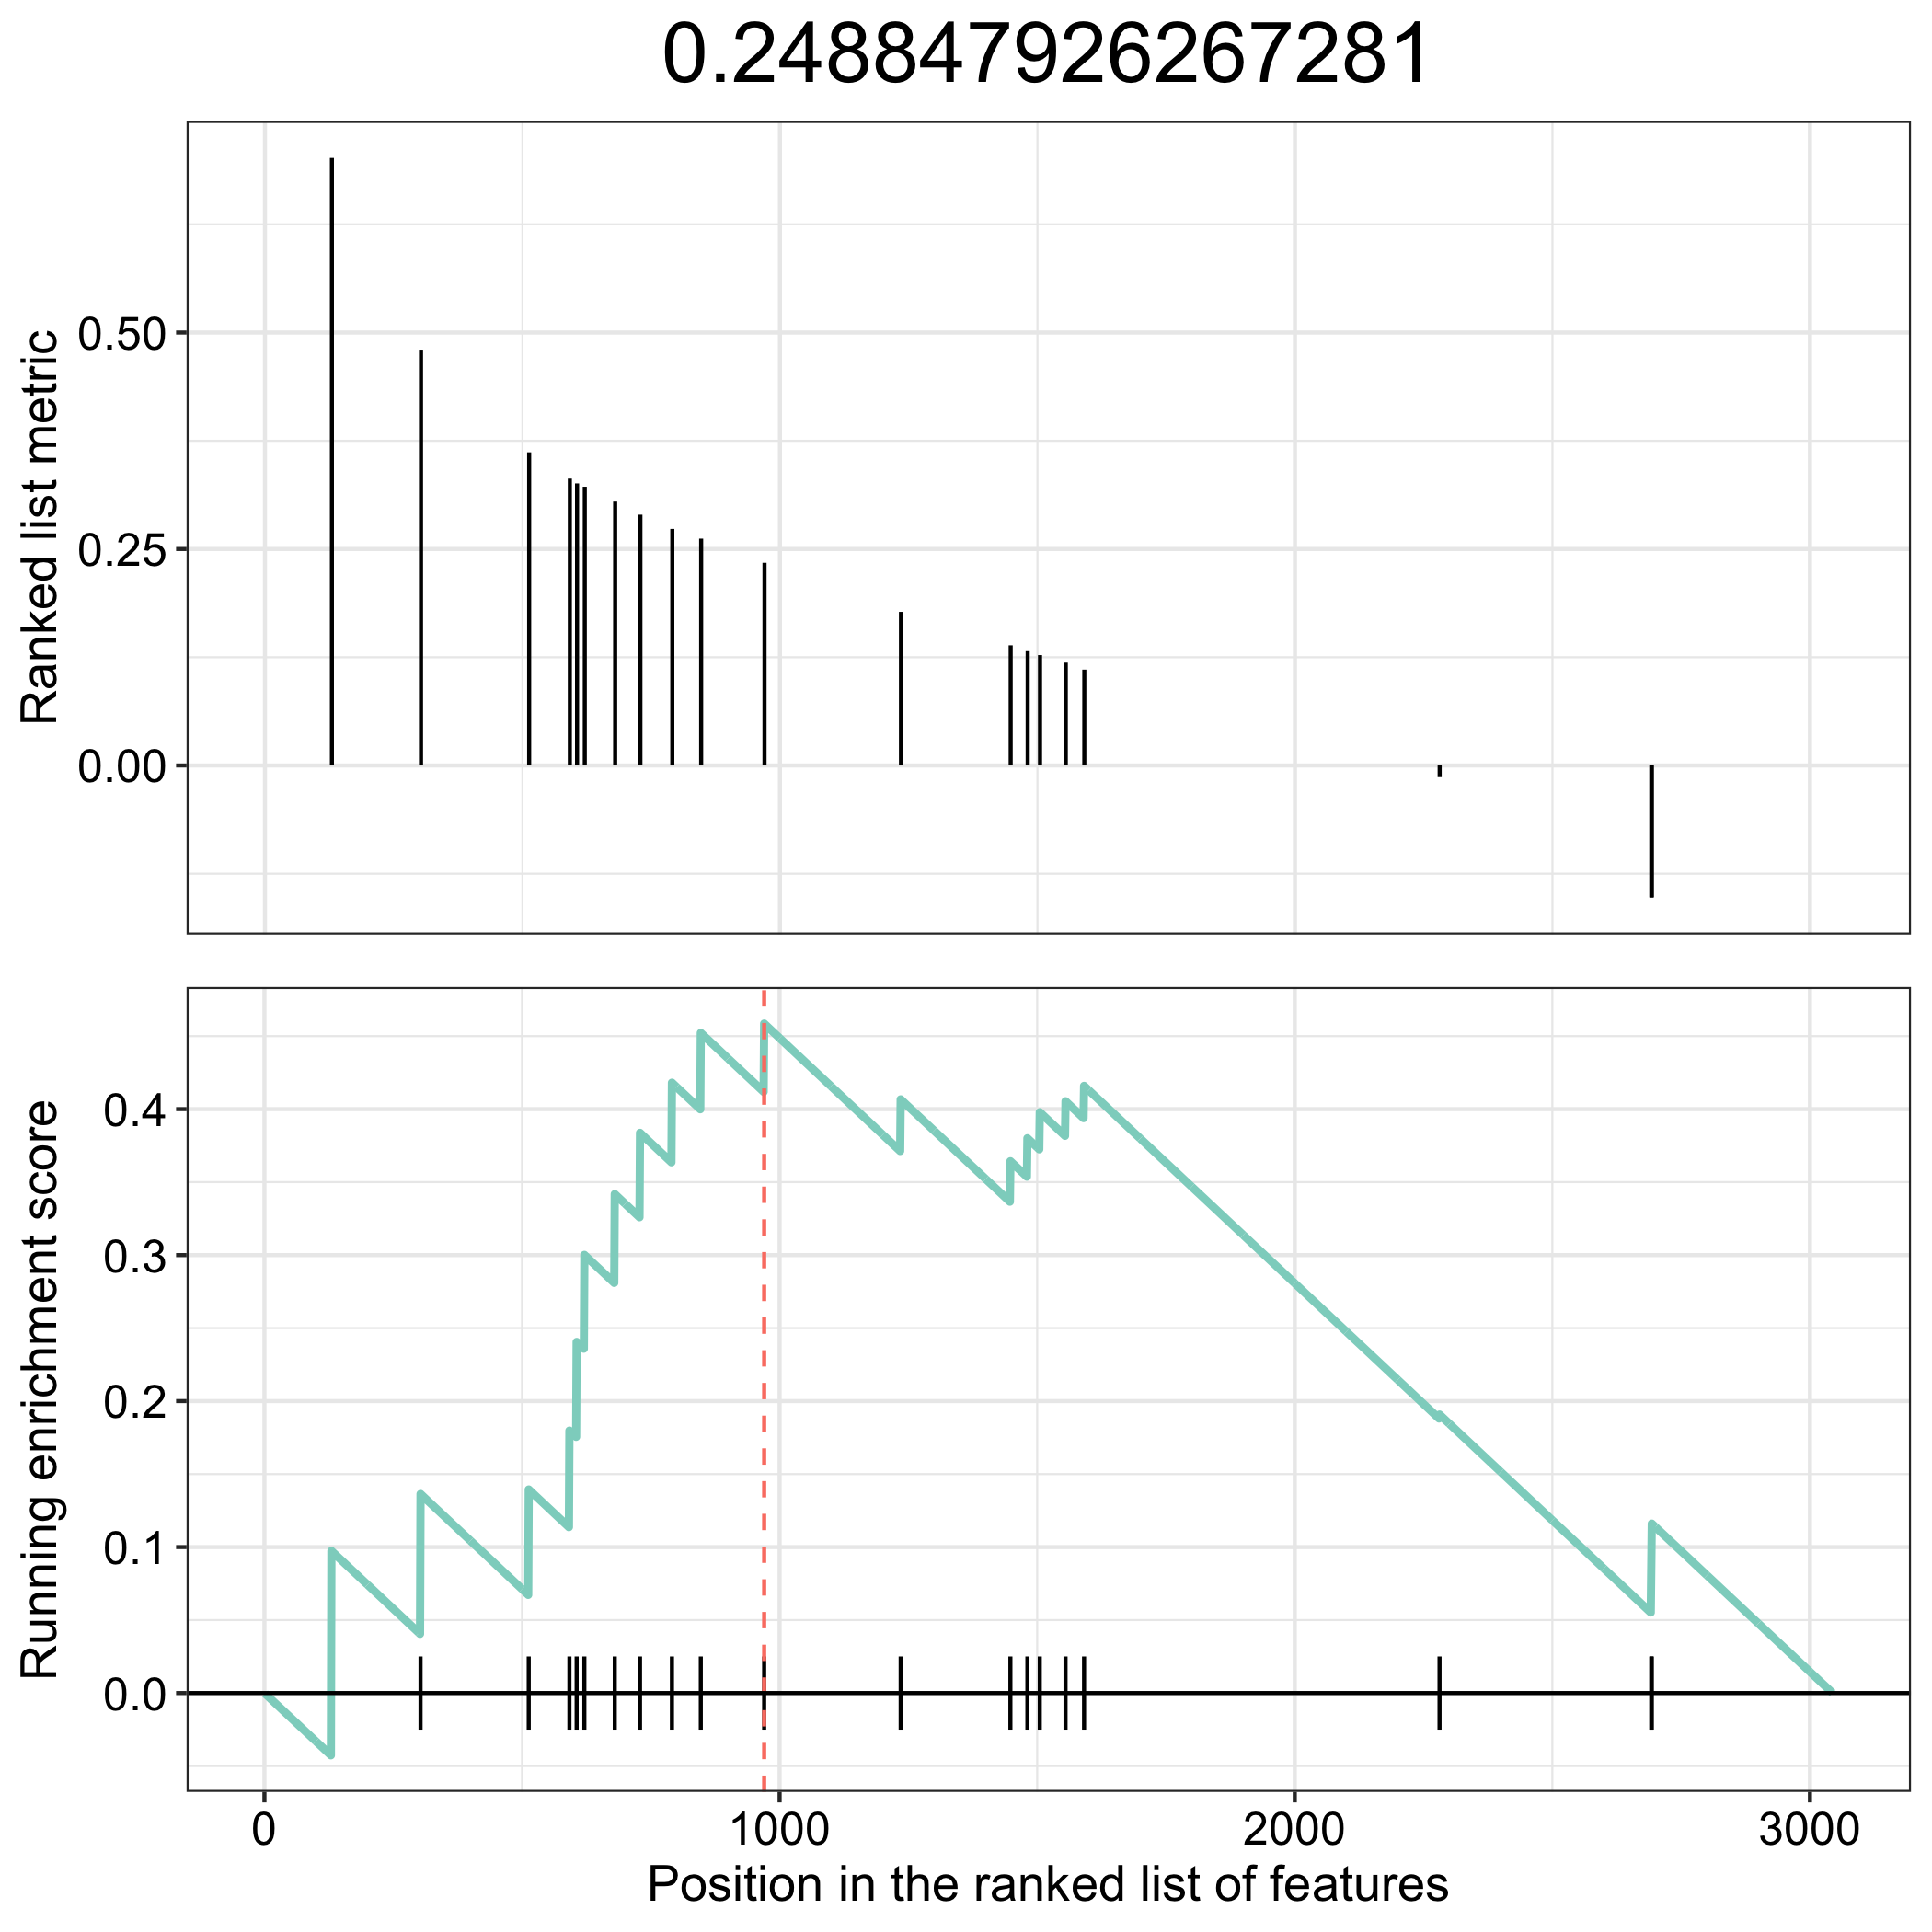 0.248847926267281
Ranked list metric
0.50
0.25
0.00
Running enrichment score
0.4
0.3
0.2
0.1
0.0
0 1000 2000 3000
Position in the ranked list of features